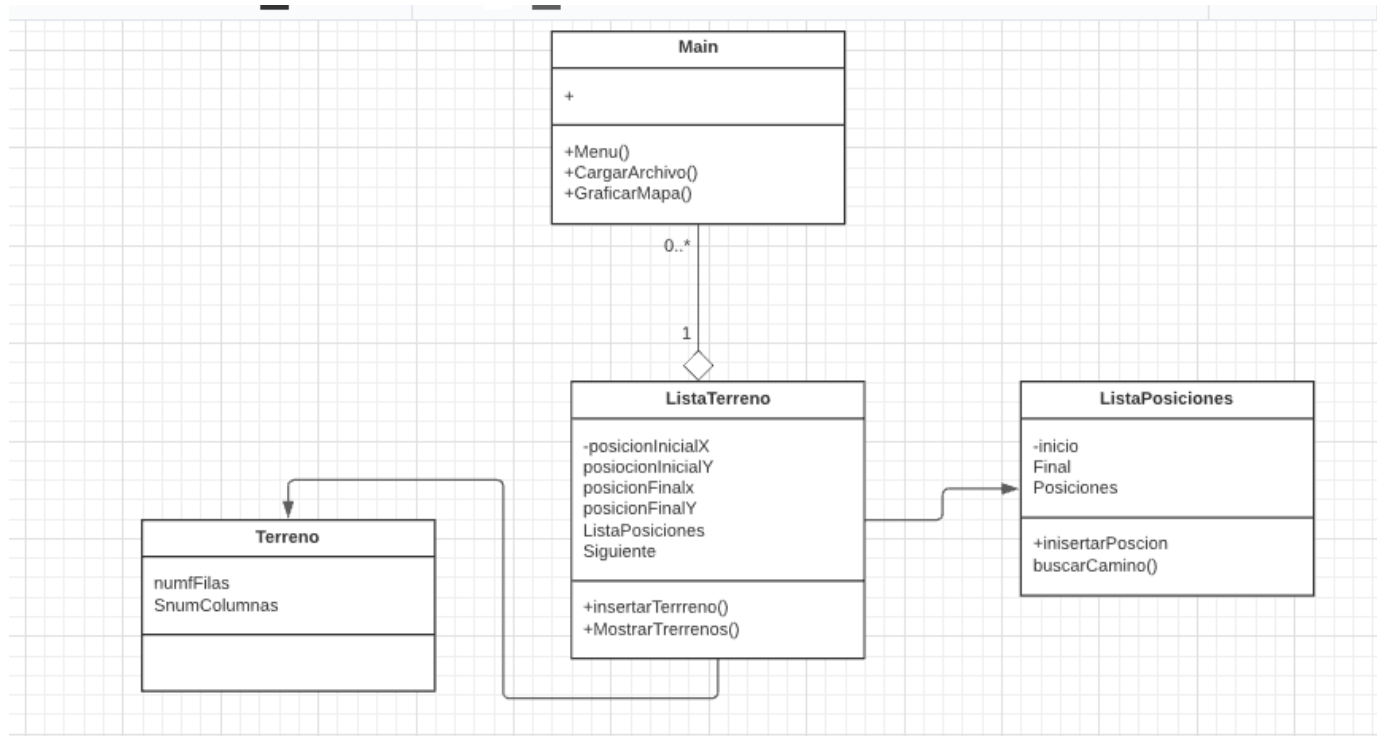 Main
+
+Menu()
+CargarArchivo()
+GraficarMapa()
0..*
1
ListaTerreno
-posicionInicialX
posiocionInicialY
posicionFinalx
posicionFinalY
ListaPosiciones
Siguiente
+insertarTerrreno()
+MostrarTrerrenos()
ListaPosiciones
-inicio
Final
Posiciones
+inisertarPoscion
buscarCamino()
Terreno
numfFilas
SnumColumnas